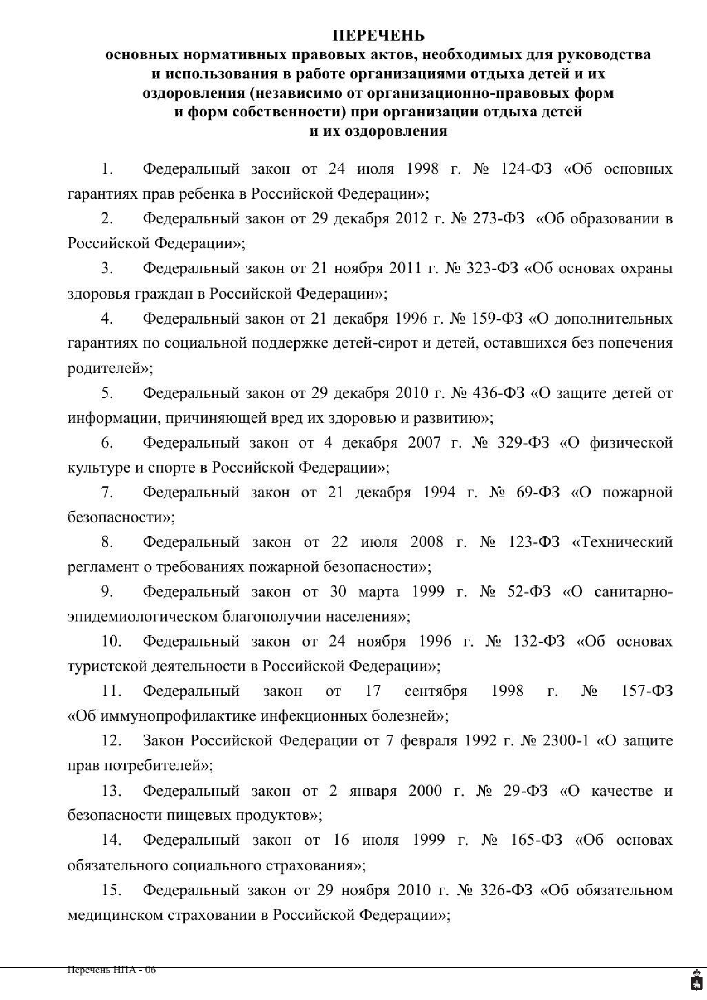 ПЕРЕЧЕНЬ
основных нормативных правовых актов, необходимых для руководства
и использования в работе организациями отдыха детей и их
оздоровления (независимо от организационно-правовых форм
и форм собственности) при организации отдыха детей
и их оздоровления
1. Федеральный закон от 24 июля 1998 г. № 124-ФЗ «Об основных
гарантиях прав ребенка в Российской Федерации»;
2. Федеральный закон от 29 декабря 2012 г. № 273-ФЗ «Об образовании в
Российской Федерации»;
3. Федеральный закон от 21 ноября 2011 г. № 323-ФЗ «Об основах охраны
здоровья граждан в Российской Федерации»;
4. Федеральный закон от 21 декабря 1996 г. № 159-ФЗ «О дополнительных
гарантиях по социальной поддержке детей-сирот и детей, оставшихся без попечения
родителей»;
5. Федеральный закон от 29 декабря 2010 г. № 436-ФЗ «О защите детей от
информации, причиняющей вред их здоровью и развитию»;
6. Федеральный закон от 4 декабря 2007 г. № 329-ФЗ «О физической
культуре и спорте в Российской Федерации»;
7. Федеральный закон от 21 декабря 1994 г. № 69-ФЗ «О пожарной
безопасности»;
8. Федеральный закон от 22 июля 2008 г. № 123-ФЗ «Технический
регламент о требованиях пожарной безопасности»;
9. Федеральный закон от 30 марта 1999 г. № 52-ФЗ «О санитарно-
эпидемиологическом благополучии населения»;
10. Федеральный закон от 24 ноября 1996 г. № 132-ФЗ «Об основах
туристской деятельности в Российской Федерации»;
11. Федеральный закон от 17 сентября 1998 г. № 157-ФЗ
«Об иммунопрофилактике инфекционных болезней»;
12. Закон Российской Федерации от 7 февраля 1992 г. № 2300-1 «О защите
прав потребителей»;
13. Федеральный закон от 2 января 2000 г. № 29-ФЗ «О качестве и
безопасности пищевых продуктов»;
14. Федеральный закон от 16 июля 1999 г. № 165-ФЗ «Об основах
обязательного социального страхования»;
15. Федеральный закон от 29 ноября 2010 г. № 326-ФЗ «Об обязательном
медицинском страховании в Российской Федерации»;
Перечень НПА - 06